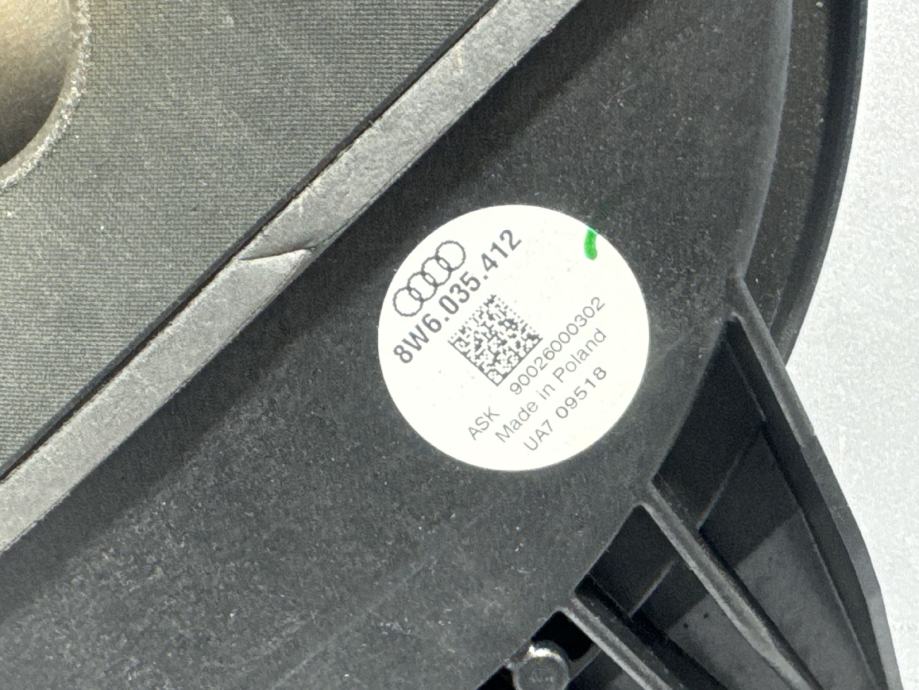 8W6.035.412
ASK 90026000302
Made in Poland
UA7 09518